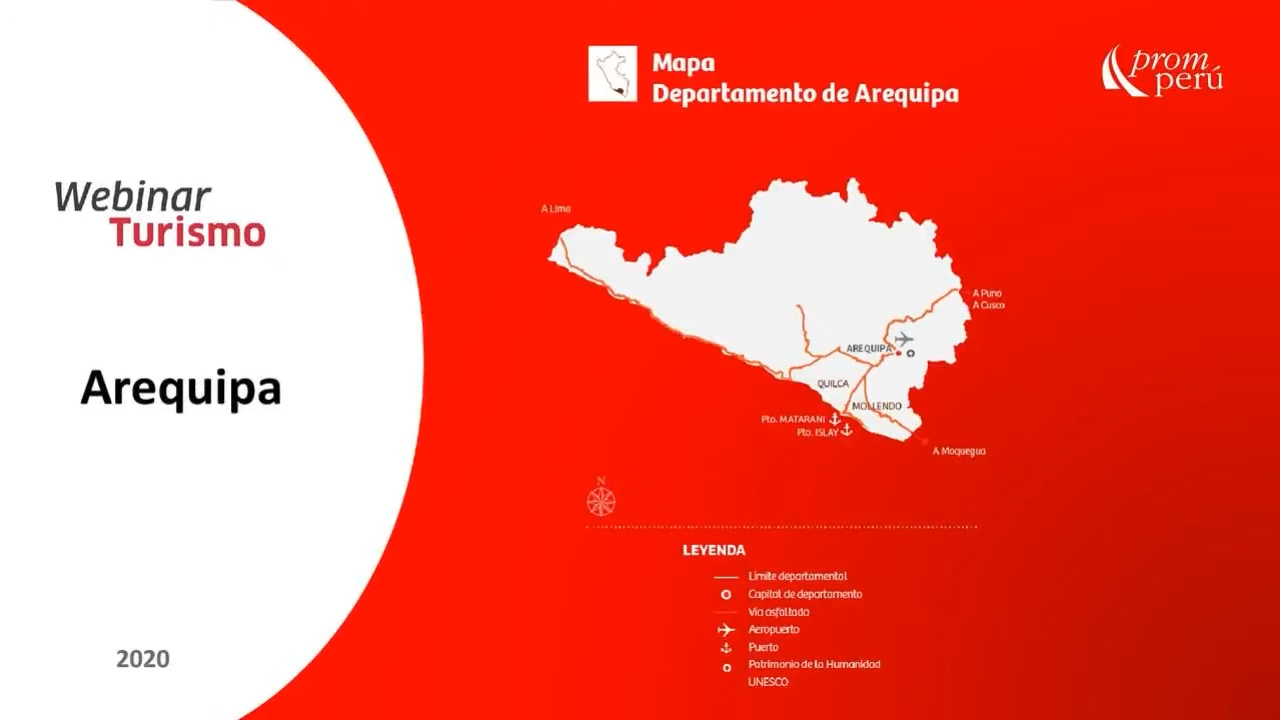 Webinar
Turismo
Arequipa
2020
Mapa
Departamento de Arequipa
prom
perú
A Lima
A Puno
A Cusco
AREQUIPA
QUILCA
MOLLENDO
Pto. MATARANI
Pto. ISLAY
A Moquegua
N
LEYENDA
Límite departamental
Capital de departamento
Vía asfaltada
Aeropuerto
Puerto
Patrimonio de la Humanidad
UNESCO